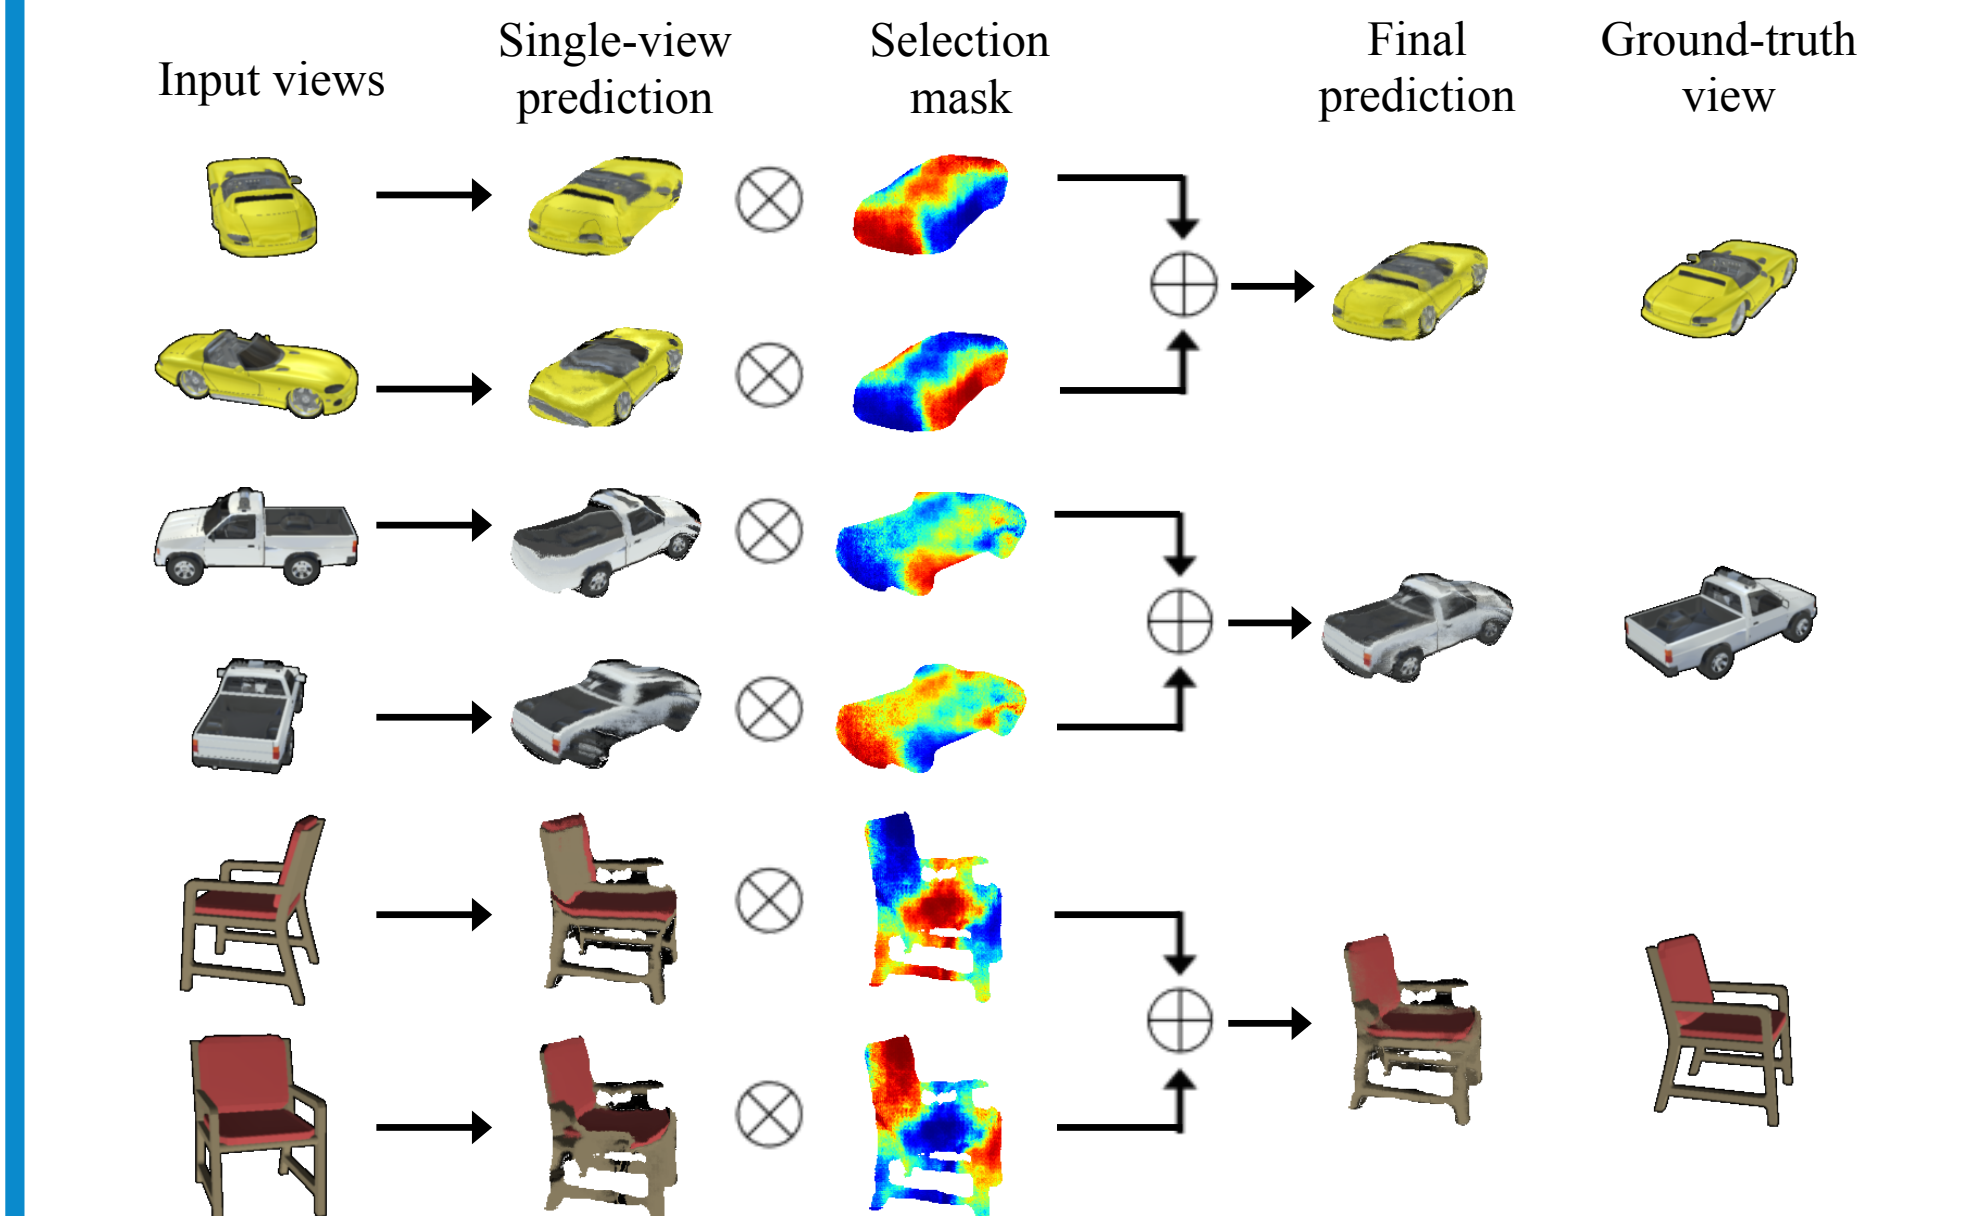 Input views
Single-view
prediction
Selection
mask
Final
prediction
Ground-truth
view